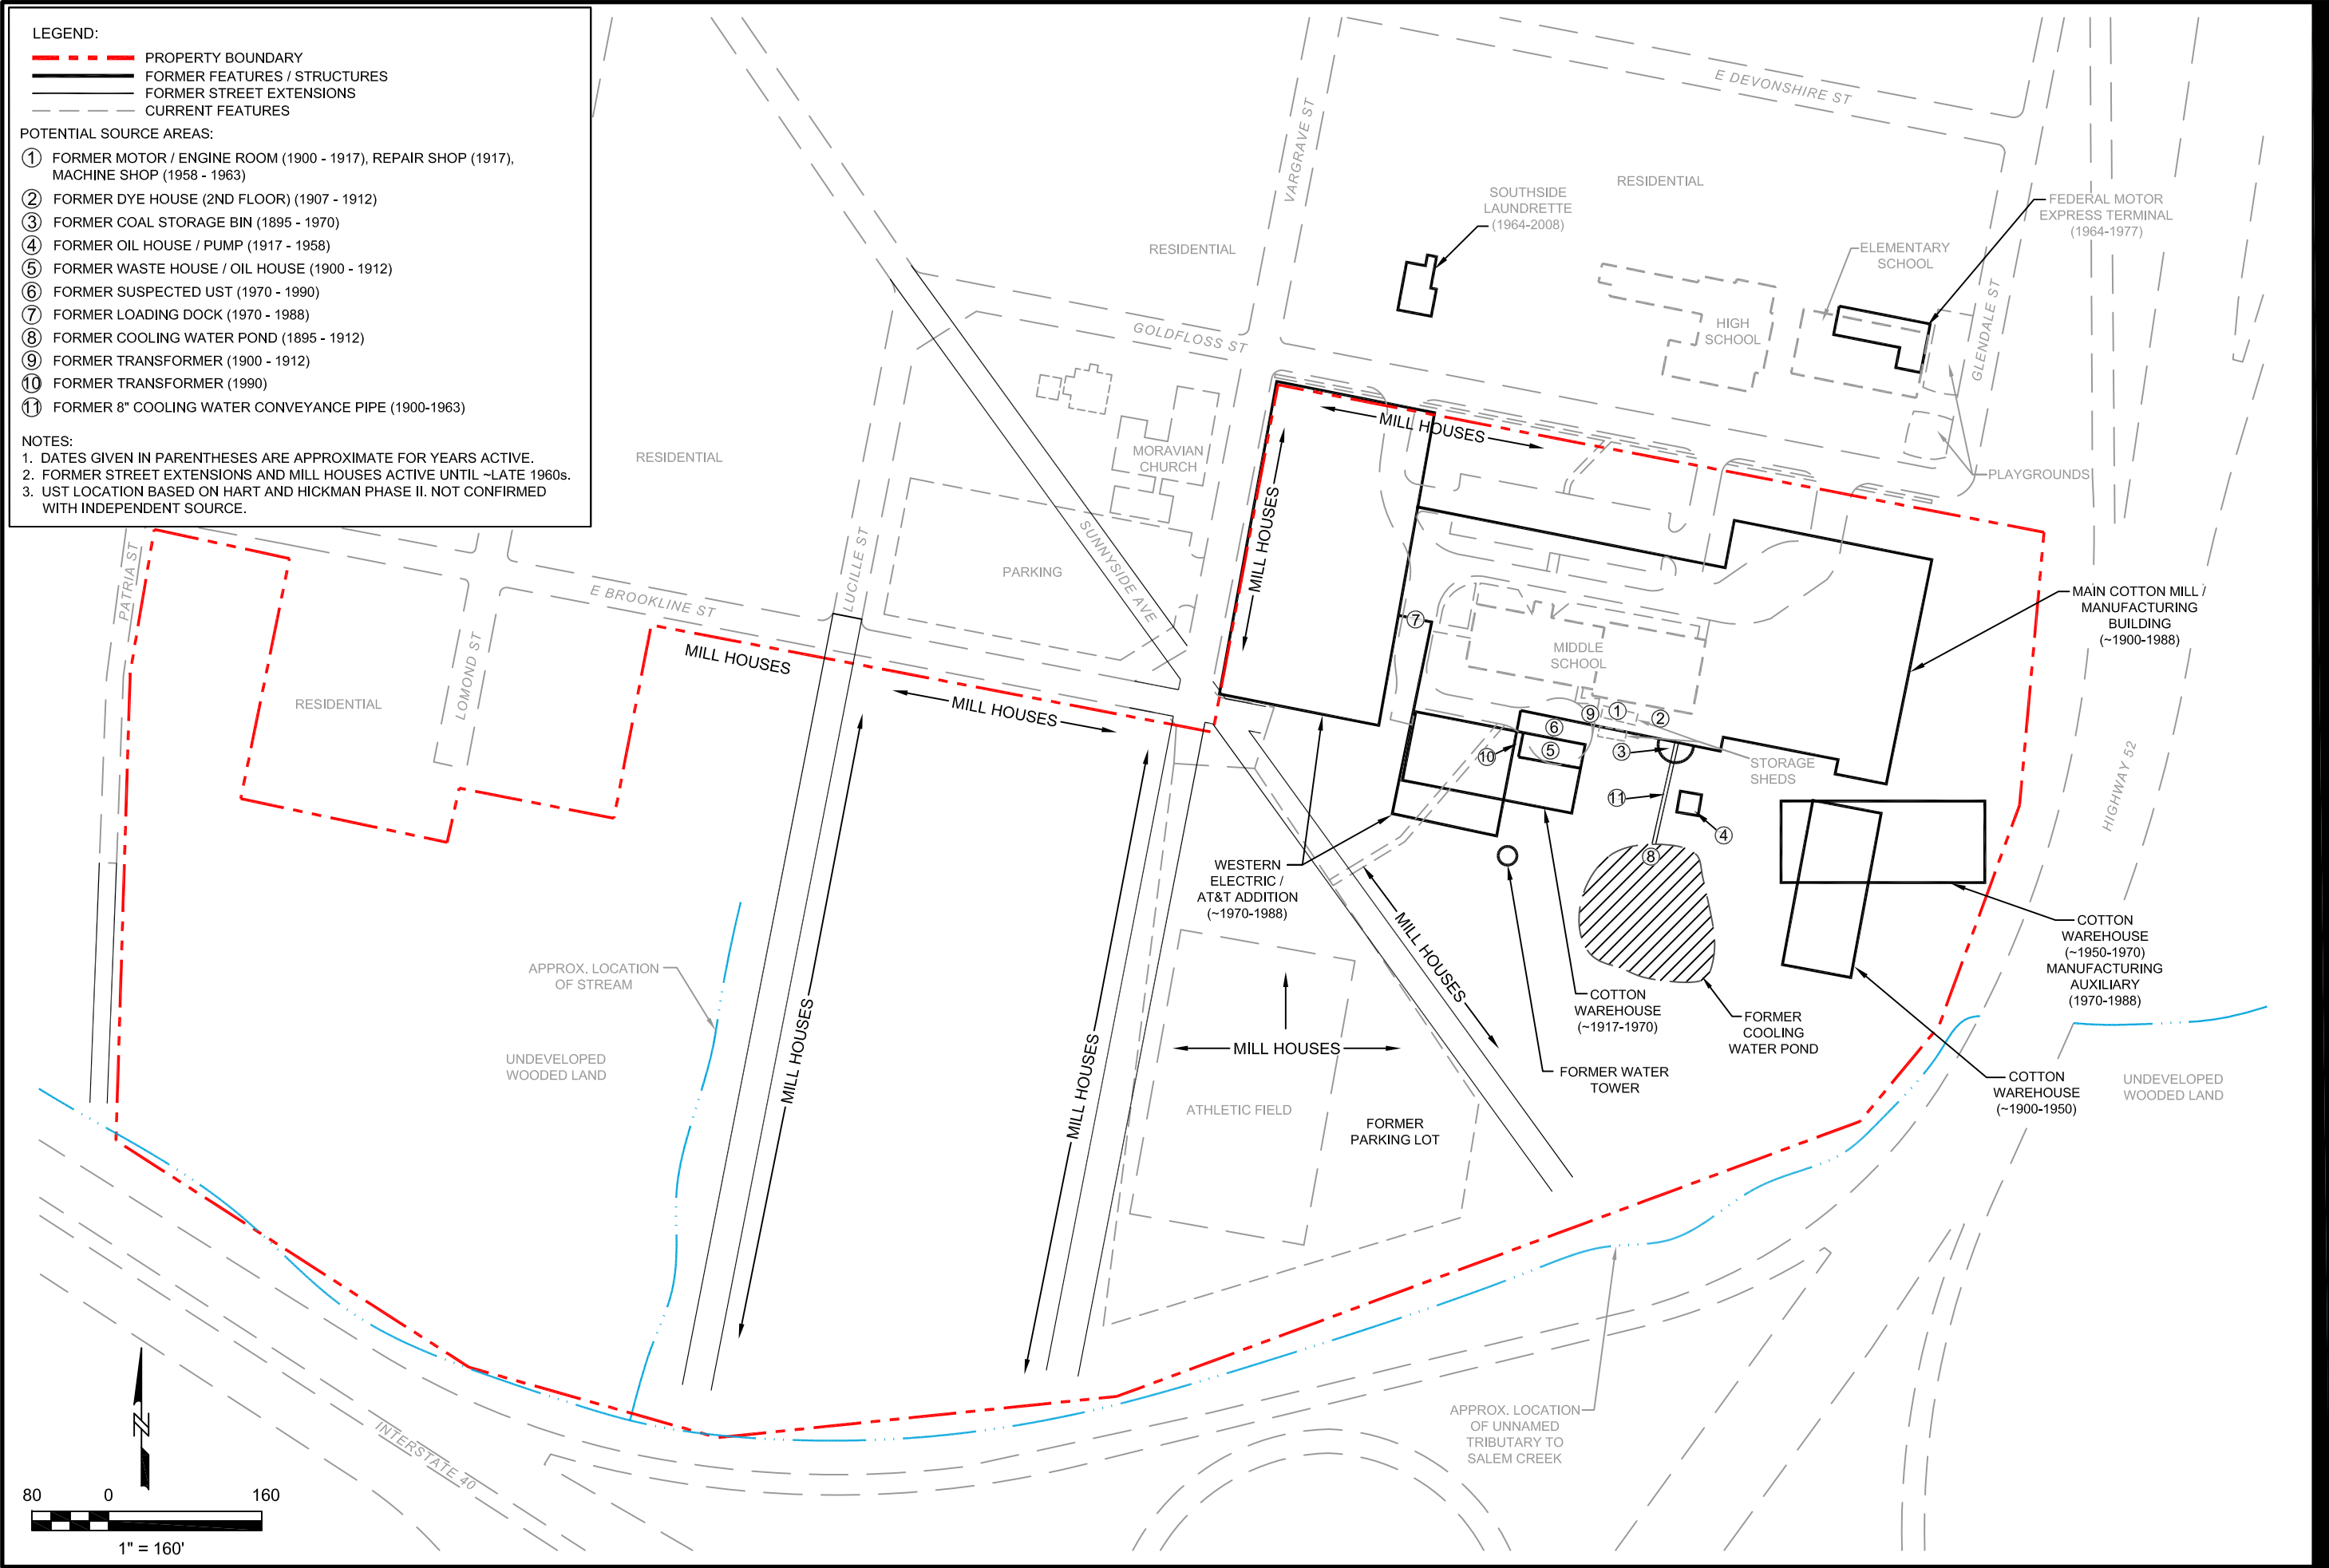 LEGEND:
PROPERTY BOUNDARY
FORMER FEATURES / STRUCTURES
FORMER STREET EXTENSIONS
CURRENT FEATURES
POTENTIAL SOURCE AREAS:
1 FORMER MOTOR / ENGINE ROOM (1900 - 1917), REPAIR SHOP (1917),
MACHINE SHOP (1958 - 1963)
2 FORMER DYE HOUSE (2ND FLOOR) (1907 - 1912)
3 FORMER COAL STORAGE BIN (1895 - 1970)
4 FORMER OIL HOUSE / PUMP (1917 - 1958)
5 FORMER WASTE HOUSE / OIL HOUSE (1900 - 1912)
6 FORMER SUSPECTED UST (1970 - 1990)
7 FORMER LOADING DOCK (1970 - 1988)
8 FORMER COOLING WATER POND (1895 - 1912)
9 FORMER TRANSFORMER (1900 - 1912)
10 FORMER TRANSFORMER (1990)
11 FORMER 8" COOLING WATER CONVEYANCE PIPE (1900-1963)
NOTES:
1. DATES GIVEN IN PARENTHESES ARE APPROXIMATE FOR YEARS ACTIVE.
2. FORMER STREET EXTENSIONS AND MILL HOUSES ACTIVE UNTIL ~LATE 1960s.
3. UST LOCATION BASED ON HART AND HICKMAN PHASE II. NOT CONFIRMED
WITH INDEPENDENT SOURCE.
E DEVONSHIRE ST
VARGRAVE ST
RESIDENTIAL
SOUTHSIDE
LAUNDRETTE
(1964-2008)
FEDERAL MOTOR
EXPRESS TERMINAL
(1964-1977)
RESIDENTIAL
ELEMENTARY
SCHOOL
GOLDFLOSS ST
HIGH
SCHOOL
GLENDALE ST
MILL HOUSES
RESIDENTIAL
MORAVIAN
CHURCH
PLAYGROUNDS
MILL HOUSES
PATRIA ST
E BROOKLINE ST
LUCILLE ST
PARKING
SUNNYSIDE AVE
7
MAIN COTTON MILL /
MANUFACTURING
BUILDING
(~1900-1988)
MIDDLE
SCHOOL
LOMOND ST
RESIDENTIAL
MILL HOUSES
MILL HOUSES
9
1
2
6
5
10
3
STORAGE
SHEDS
HIGHWAY 52
11
4
8
WESTERN
ELECTRIC /
AT&T ADDITION
(~1970-1988)
MILL HOUSES
COTTON
WAREHOUSE
(~1950-1970)
MANUFACTURING
AUXILIARY
(1970-1988)
APPROX. LOCATION
OF STREAM
COTTON
WAREHOUSE
(~1917-1970)
FORMER
COOLING
WATER POND
MILL HOUSES
MILL HOUSES
MILL HOUSES
UNDEVELOPED
WOODED LAND
FORMER WATER
TOWER
COTTON
WAREHOUSE
(~1900-1950)
UNDEVELOPED
WOODED LAND
ATHLETIC FIELD
FORMER
PARKING LOT
APPROX. LOCATION
OF UNNAMED
TRIBUTARY TO
SALEM CREEK
INTERSTATE 40
N
80 0 160
1" = 160'